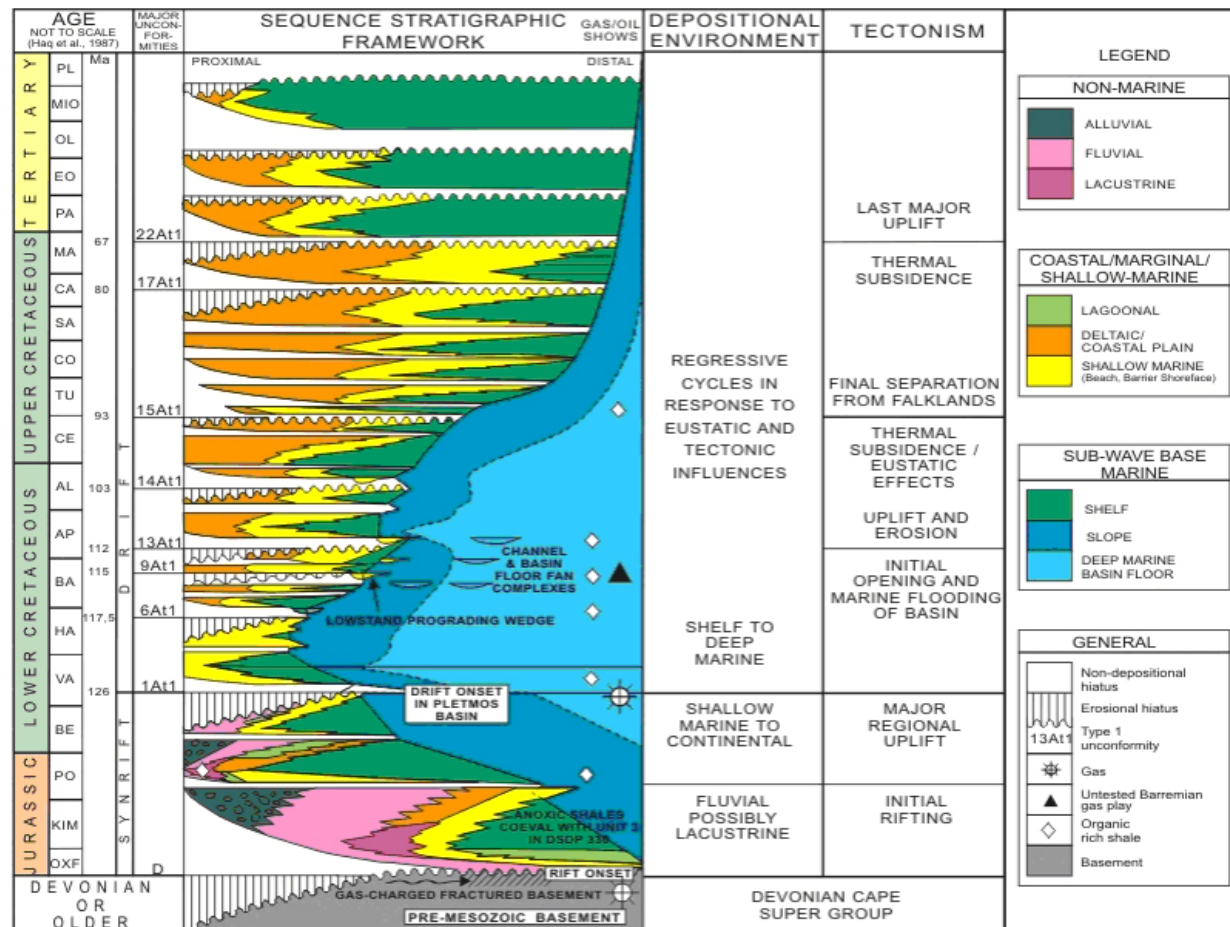 AGE
NOT TO SCALE
(Haq et al., 1987)
MAJOR
UNCON-
FOR-
MITIES
SEQUENCE STRATIGRAPHIC
FRAMEWORK
GAS/OIL
SHOWS
DEPOSITIONAL
ENVIRONMENT
TECTONISM
Ma
PROXIMAL
DISTAL
TERTIARY
PL
MIO
OL
EO
PA
UPPER CRETACEOUS
MA
CA
SA
CO
TU
CE
LOWER CRETACEOUS
AL
AP
BA
HA
VA
BE
JURASSIC
PO
KIM
OXF
DEVONIAN
OR
OLDER
67
80
93
103
112
115
117,5
126
DRIFT
SYNRIFT
22At1
17At1
15At1
14At1
13At1
9At1
6At1
1At1
D
CHANNEL
& BASIN
FLOOR FAN
COMPLEXES
LOWSTAND PROGRADING WEDGE
DRIFT ONSET
IN PLETMOS
BASIN
ANOXIC SHALES
COEVAL WITH UNIT 3
IN DSDP 330
RIFT ONSET
GAS-CHARGED FRACTURED BASEMENT
PRE-MESOZOIC BASEMENT
REGRESSIVE
CYCLES IN
RESPONSE TO
EUSTATIC AND
TECTONIC
INFLUENCES
SHELF TO
DEEP
MARINE
SHALLOW
MARINE TO
CONTINENTAL
FLUVIAL
POSSIBLY
LACUSTRINE
LAST MAJOR
UPLIFT
THERMAL
SUBSIDENCE
FINAL SEPARATION
FROM FALKLANDS
THERMAL
SUBSIDENCE /
EUSTATIC
EFFECTS
UPLIFT AND
EROSION
INITIAL
OPENING AND
MARINE FLOODING
OF BASIN
MAJOR
REGIONAL
UPLIFT
INITIAL
RIFTING
DEVONIAN CAPE
SUPER GROUP
LEGEND
NON-MARINE
ALLUVIAL
FLUVIAL
LACUSTRINE
COASTAL/MARGINAL/
SHALLOW-MARINE
LAGOONAL
DELTAIC/
COASTAL PLAIN
SHALLOW MARINE
(Beach, Barrier Shoreface)
SUB-WAVE BASE
MARINE
SHELF
SLOPE
DEEP MARINE
BASIN FLOOR
GENERAL
Non-depositional
hiatus
Erosional hiatus
13At1
Type 1
unconformity
Gas
Untested Barremian
gas play
Organic
rich shale
Basement